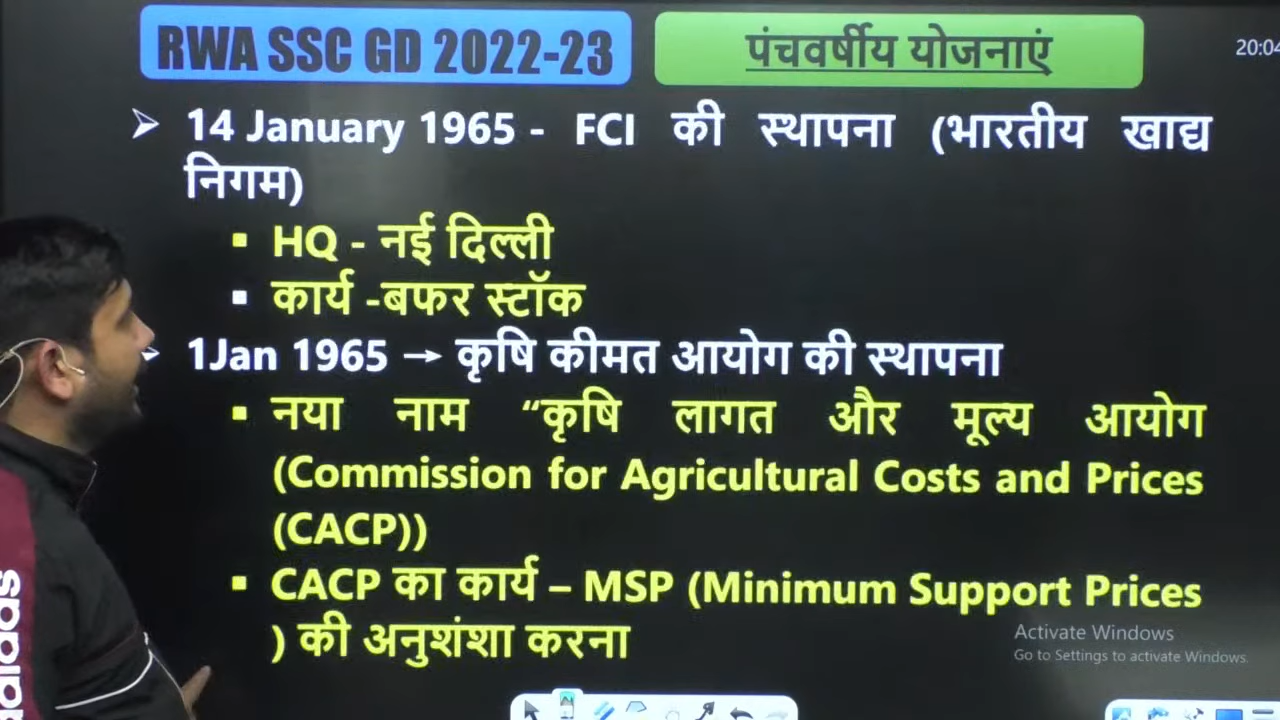 RWA SSC GD 2022-23
पंचवर्षीय योजनाएं
20:04
14 January 1965 - FCI की स्थापना (भारतीय खाद्य
निगम)
HQ - नई दिल्ली
कार्य -बफर स्टॉक
1Jan 1965 → कृषि कीमत आयोग की स्थापना
नया नाम “कृषि लागत और मूल्य आयोग
(Commission for Agricultural Costs and Prices
(CACP))
CACP का कार्य – MSP (Minimum Support Prices
) की अनुशंशा करना
Activate Windows
Go to Settings to activate Windows.
adidas